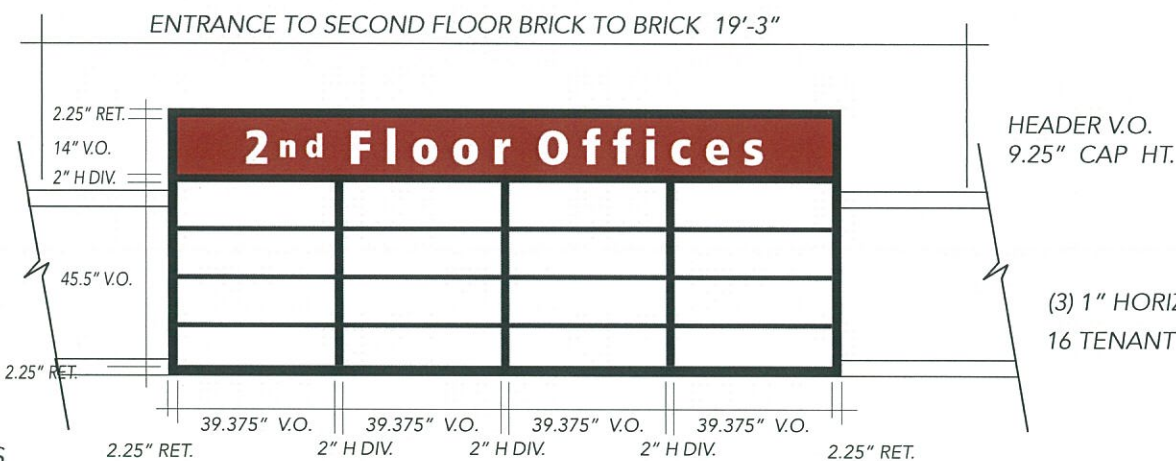 ENTRANCE TO SECOND FLOOR BRICK TO BRICK 19'-3"
2.25" RET.
14" V.O.
2" H DIV.
2nd Floor Offices
HEADER V.O.
9.25" CAP HT.
45.5" V.O.
(3) 1" HORIZ
16 TENANT
2.25" RET.
39.375" V.O. 39.375" V.O. 39.375" V.O. 39.375" V.O.
2.25" RET. 2" H DIV. 2" H DIV. 2" H DIV. 2.25" RET.